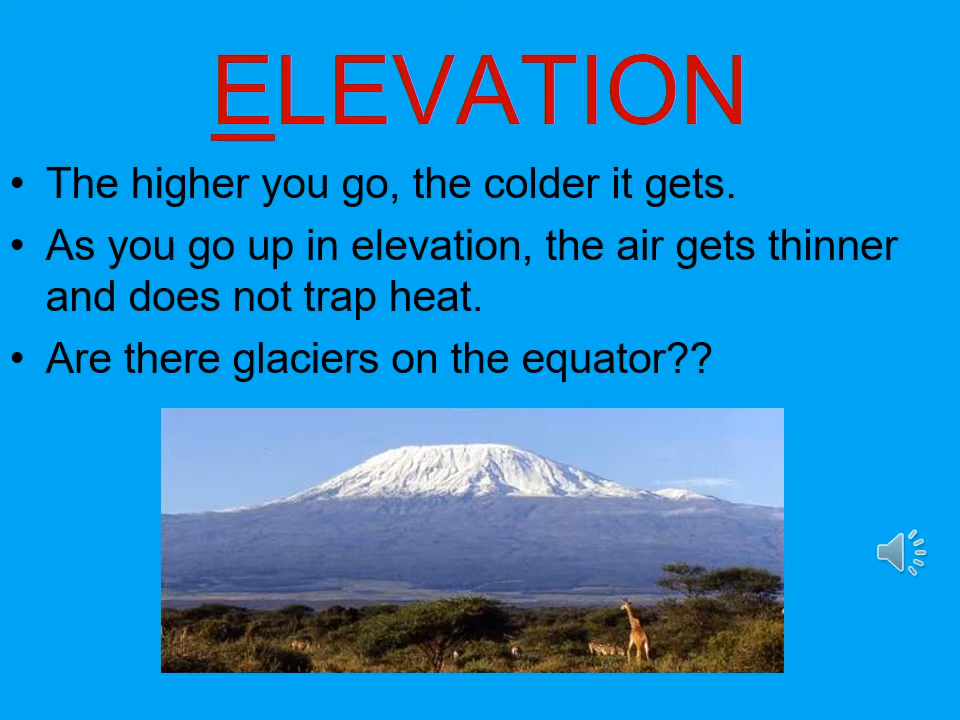 ELEVATION
• The higher you go, the colder it gets.
• As you go up in elevation, the air gets thinner
and does not trap heat.
• Are there glaciers on the equator??